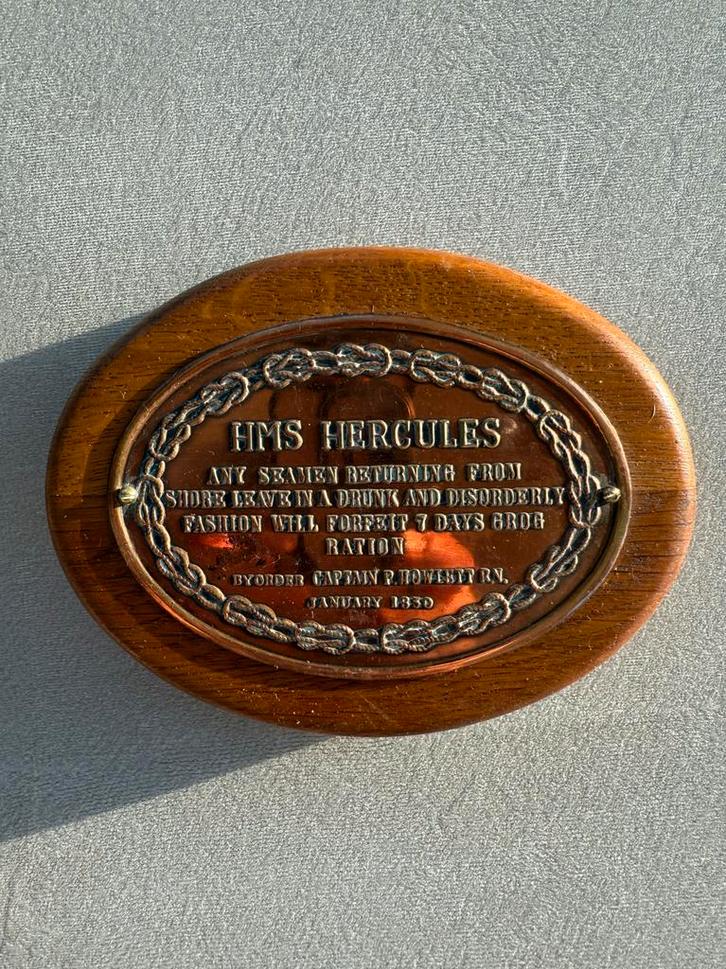 HMS HERCULES
ANY SEAMEN RETURNING FROM
SHORE LEAVE IN A DRUNK AND DISORDERLY
FASHION WILL FORFEIT 7 DAYS GROG
RATION
BY ORDER CAPTAIN P. R.N.
JANUARY 1830